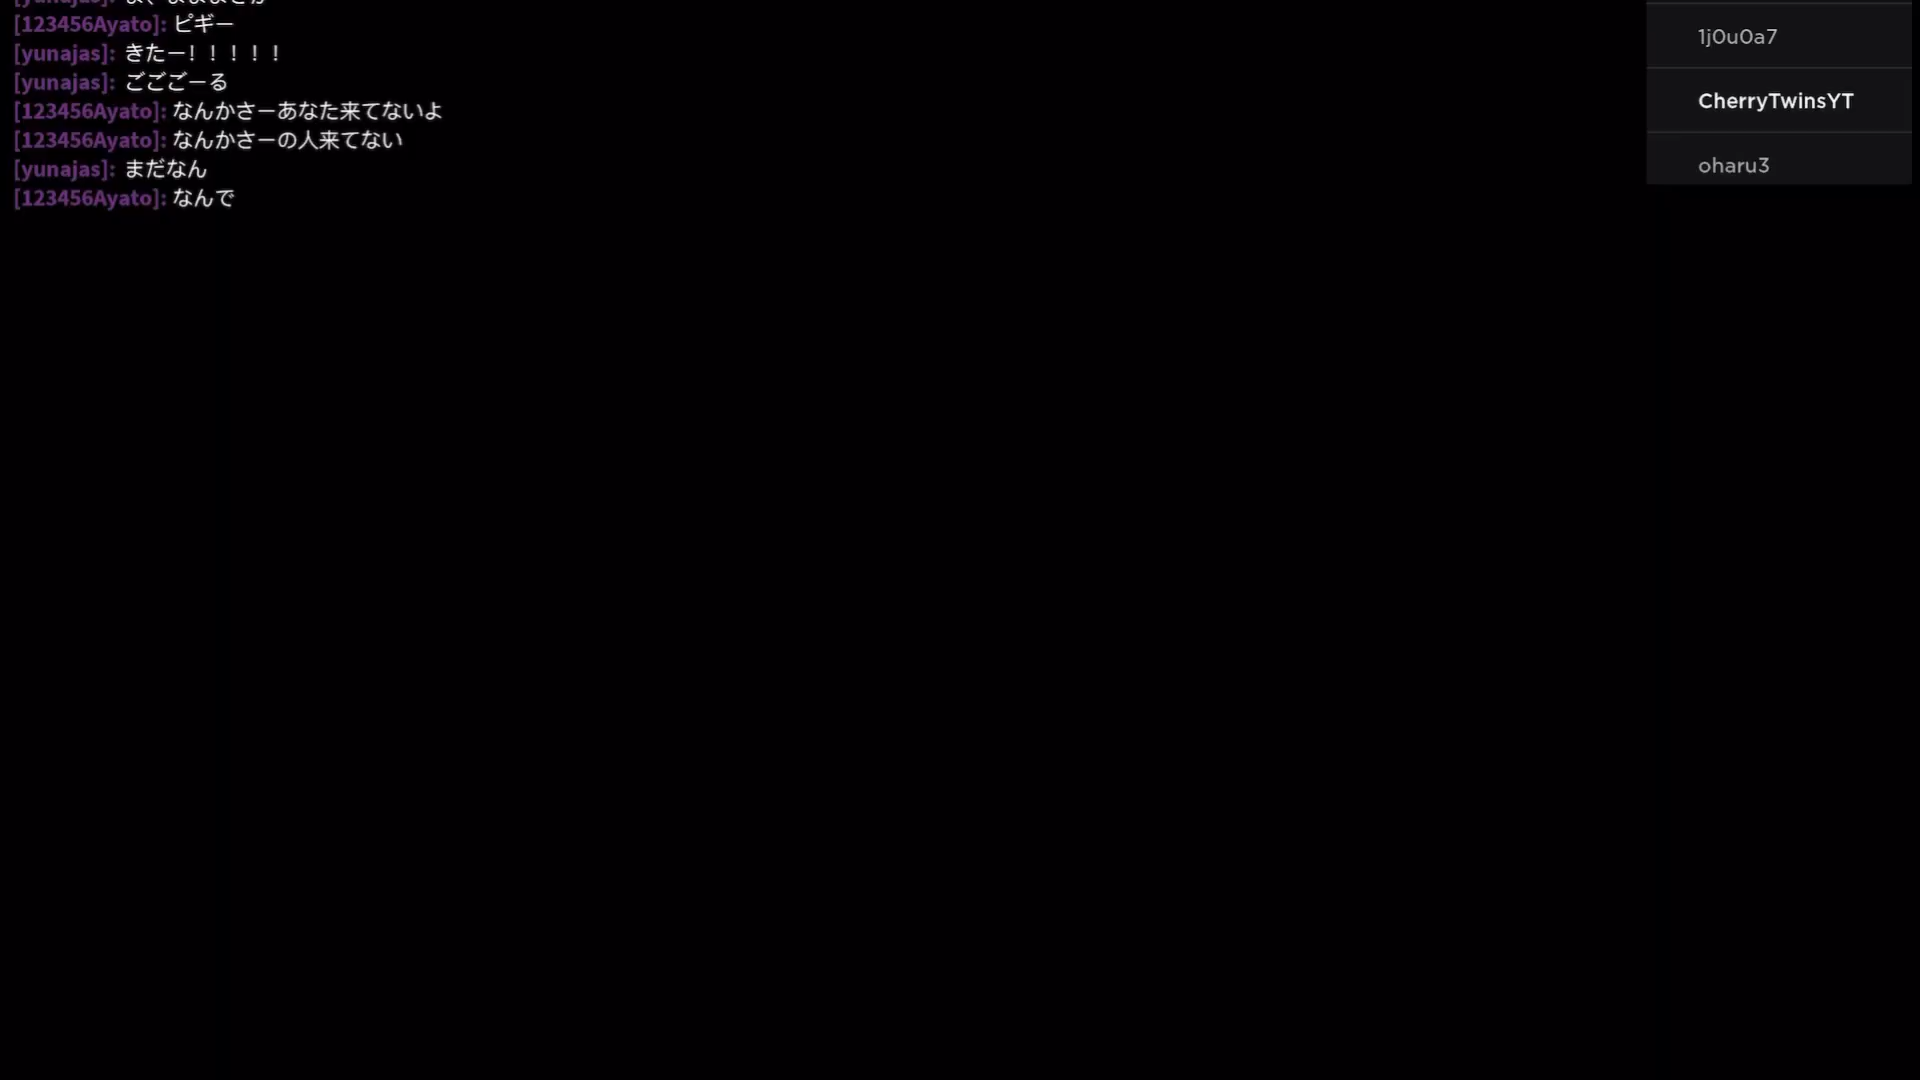 [123456Ayato]: ピギー
[yunajas]: きたー！！！！！
[yunajas]: ごごごーる
[123456Ayato]: なんかさーあなた来てないよ
[123456Ayato]: なんかさーの人来てない
[yunajas]: まだなん
[123456Ayato]: なんで
1j0u0a7
CherryTwinsYT
oharu3